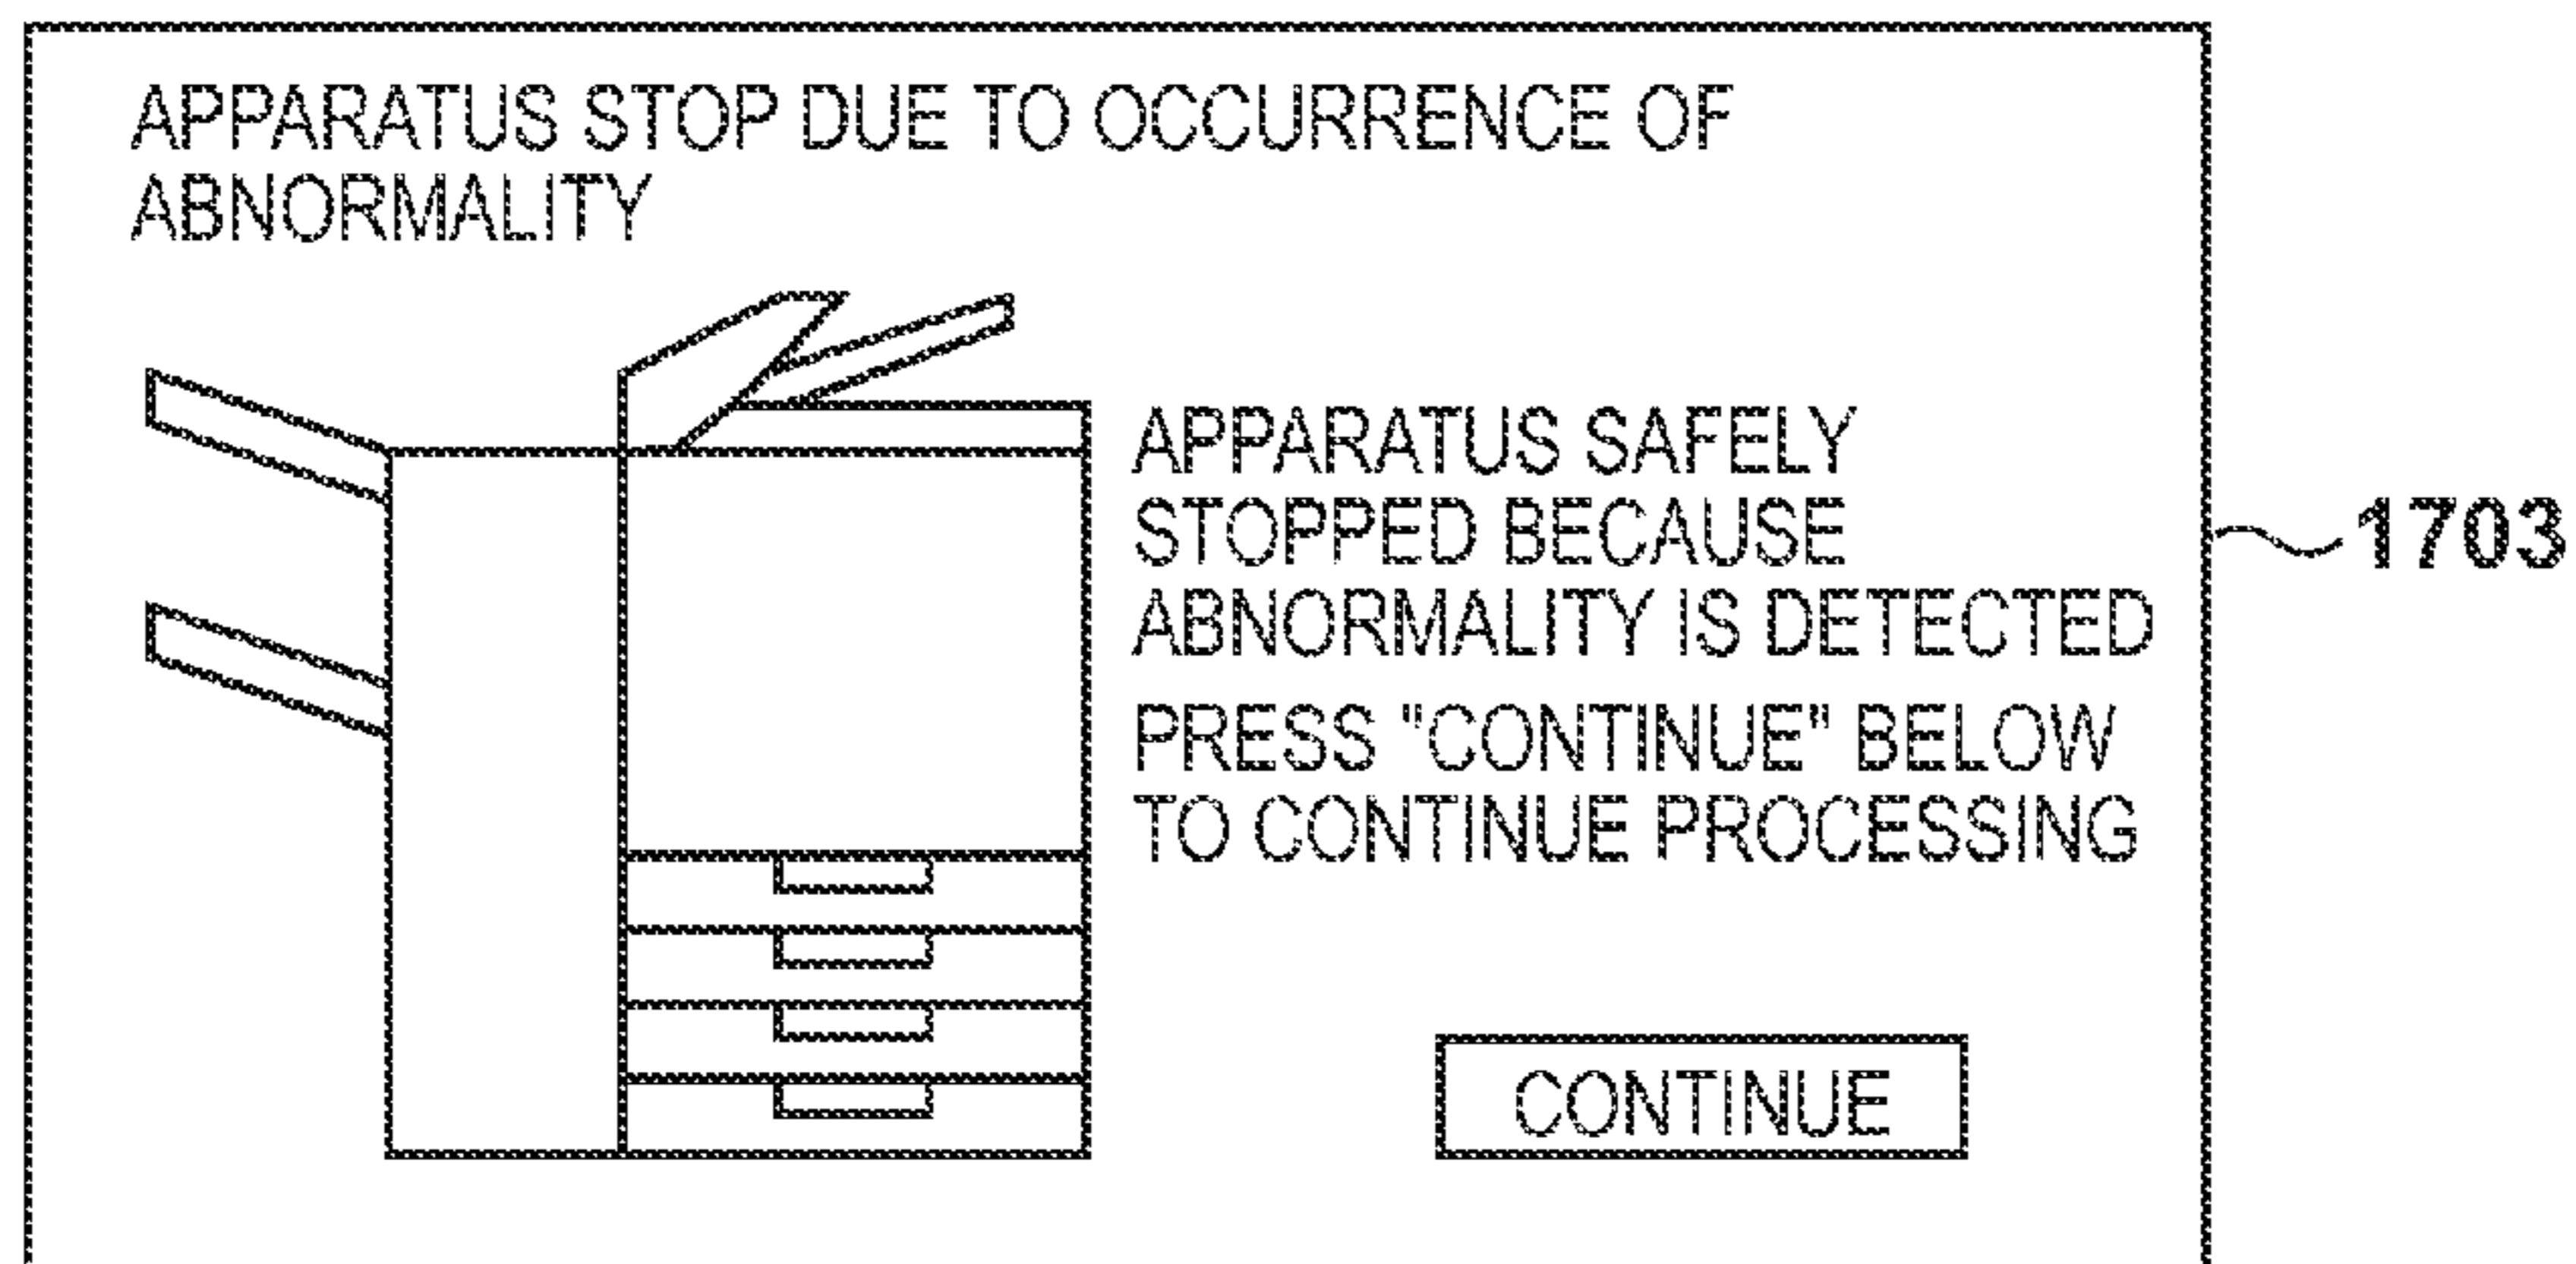 APPARATUS STOP DUE TO OCCURRENCE OF
ABNORMALITY
APPARATUS SAFELY
STOPPED BECAUSE
ABNORMALITY IS DETECTED
PRESS "CONTINUE" BELOW
TO CONTINUE PROCESSING
1703
CONTINUE